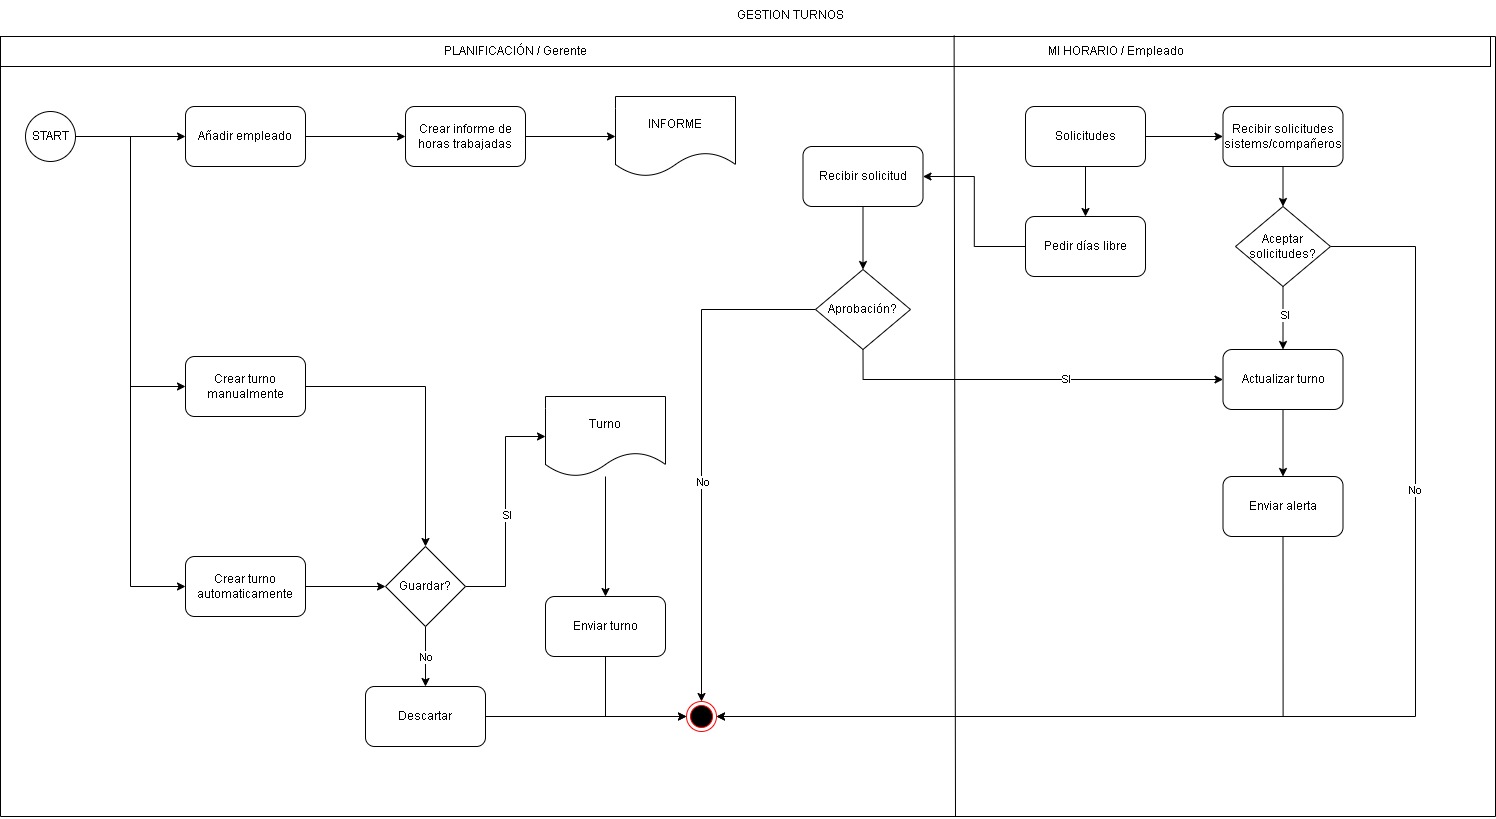 GESTION TURNOS
PLANIFICACIÓN / Gerente
MI HORARIO / Empleado
START
Añadir empleado
Crear informe de
horas trabajadas
INFORME
Recibir solicitud
Solicitudes
Recibir solicitudes
sistems/compañeros
Pedir días libre
Aceptar
solicitudes?
Aprobación?
SI
SI
Actualizar turno
Crear turno
manualmente
Turno
No
No
SI
Enviar alerta
Crear turno
automaticamente
Guardar?
Enviar turno
No
Descartar